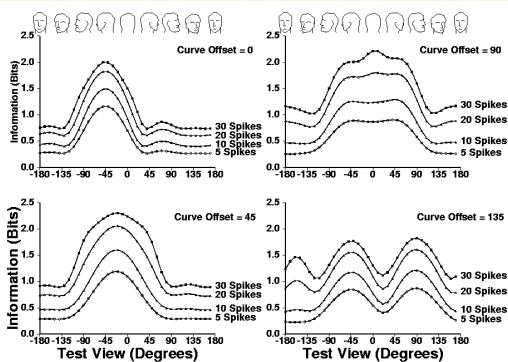 Curve Offset = 0
Information (Bits)
2.5
2.0
1.5
1.0
0.5
0.0
30 Spikes
20 Spikes
10 Spikes
5 Spikes
-180 -135 -90 -45 0 45 90 135 180
Curve Offset = 90
2.5
2.0
1.5
1.0
0.5
0.0
30 Spikes
20 Spikes
10 Spikes
5 Spikes
-180 -135 -90 -45 0 45 90 135 180
Curve Offset = 45
Information (Bits)
2.5
2.0
1.5
1.0
0.5
0.0
30 Spikes
20 Spikes
10 Spikes
5 Spikes
-180 -135 -90 -45 0 45 90 135 180
Test View (Degrees)
Curve Offset = 135
2.5
2.0
1.5
1.0
0.5
0.0
30 Spikes
20 Spikes
10 Spikes
5 Spikes
-180 -135 -90 -45 0 45 90 135 180
Test View (Degrees)